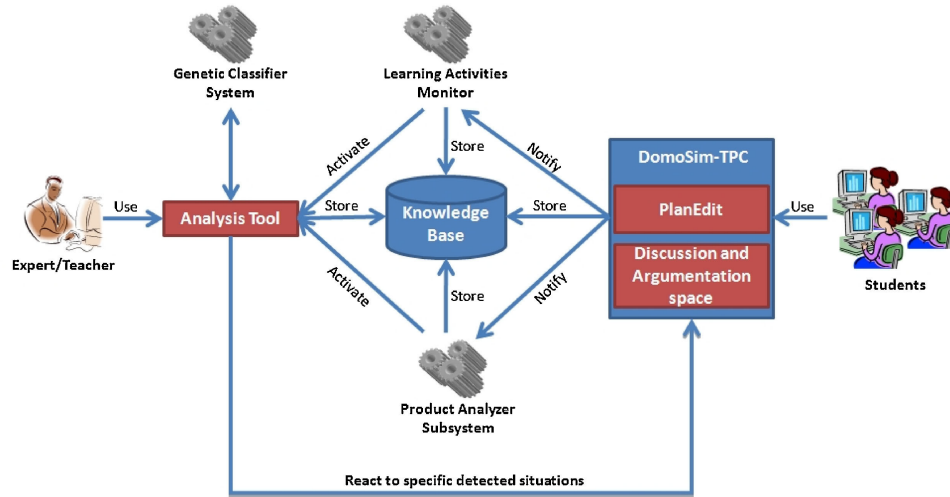 Genetic Classifier
System
Learning Activities
Monitor
Activate
Store
Notify
DomoSim-TPC
Use
Analysis Tool
Store
Knowledge
Base
Store
PlanEdit
Use
Expert/Teacher
Discussion and
Argumentation
space
Students
Activate
Store
Notify
Product Analyzer
Subsystem
React to specific detected situations